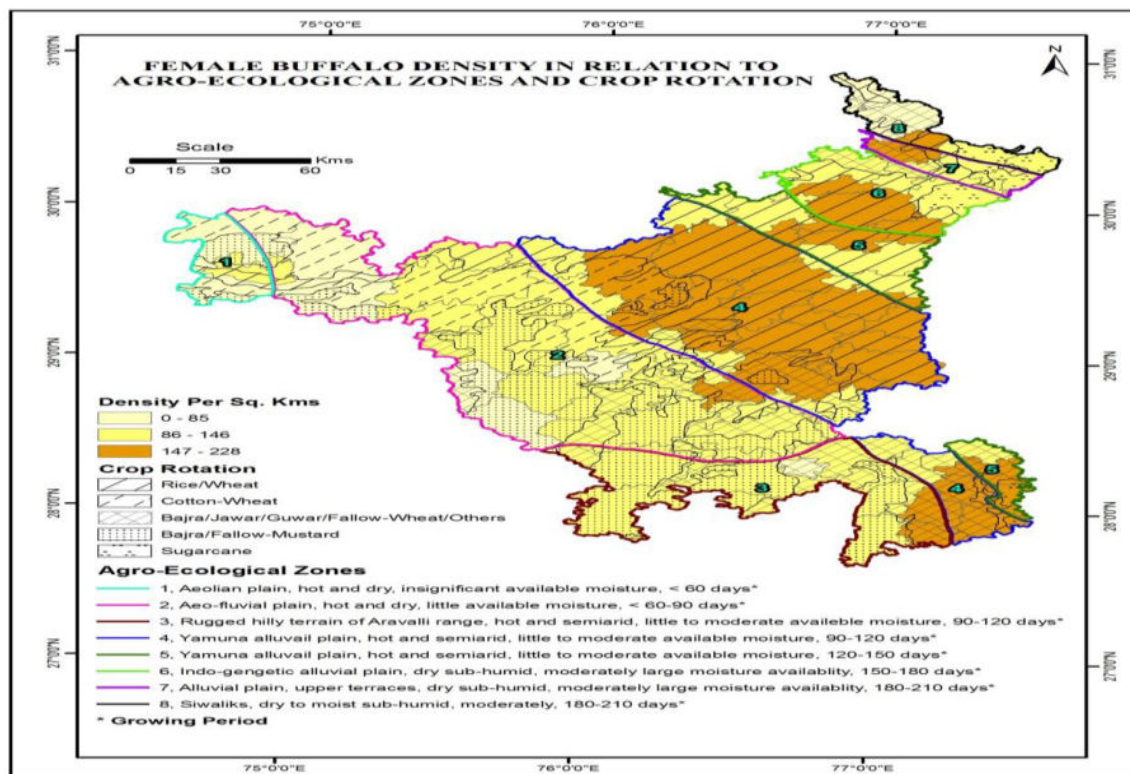 75°0'0"E 76°0'0"E 77°0'0"E
31°0'0"N 31°0'0"N
FEMALE BUFFALO DENSITY IN RELATION TO
AGRO-ECOLOGICAL ZONES AND CROP ROTATION
N
Scale
Kms
0 15 30 60
8
7
30°0'0"N 30°0'0"N
6
5
1
4
2
29°0'0"N 29°0'0"N
Density Per Sq. Kms
0 - 85
86 - 146
147 - 228
5
3 4
Crop Rotation
Rice/Wheat
28°0'0"N 28°0'0"N
Cotton-Wheat
Bajra/Jawar/Guwar/Fallow-Wheat/Others
Bajra/Fallow-Mustard
Sugarcane
Agro-Ecological Zones
1, Aeolian plain, hot and dry, insignificant available moisture, < 60 days*
2, Aeo-fluvial plain, hot and dry, little available moisture, < 60-90 days*
3, Rugged hilly terrain of Aravalli range, hot and semiarid, little to moderate availeble moisture, 90-120 days*
4, Yamuna alluvail plain, hot and semiarid, little to moderate available moisture, 90-120 days*
27°0'0"N 27°0'0"N
5, Yamuna alluvail plain, hot and semiarid, little to moderate available moisture, 120-150 days*
6, Indo-gengetic alluvial plain, dry sub-humid, moderately large moisture availablity, 150-180 days*
7, Alluvial plain, upper terraces, dry sub-humid, moderately large moisture availablity, 180-210 days*
8, Siwaliks, dry to moist sub-humid, moderately, 180-210 days*
* Growing Period
75°0'0"E 76°0'0"E 77°0'0"E